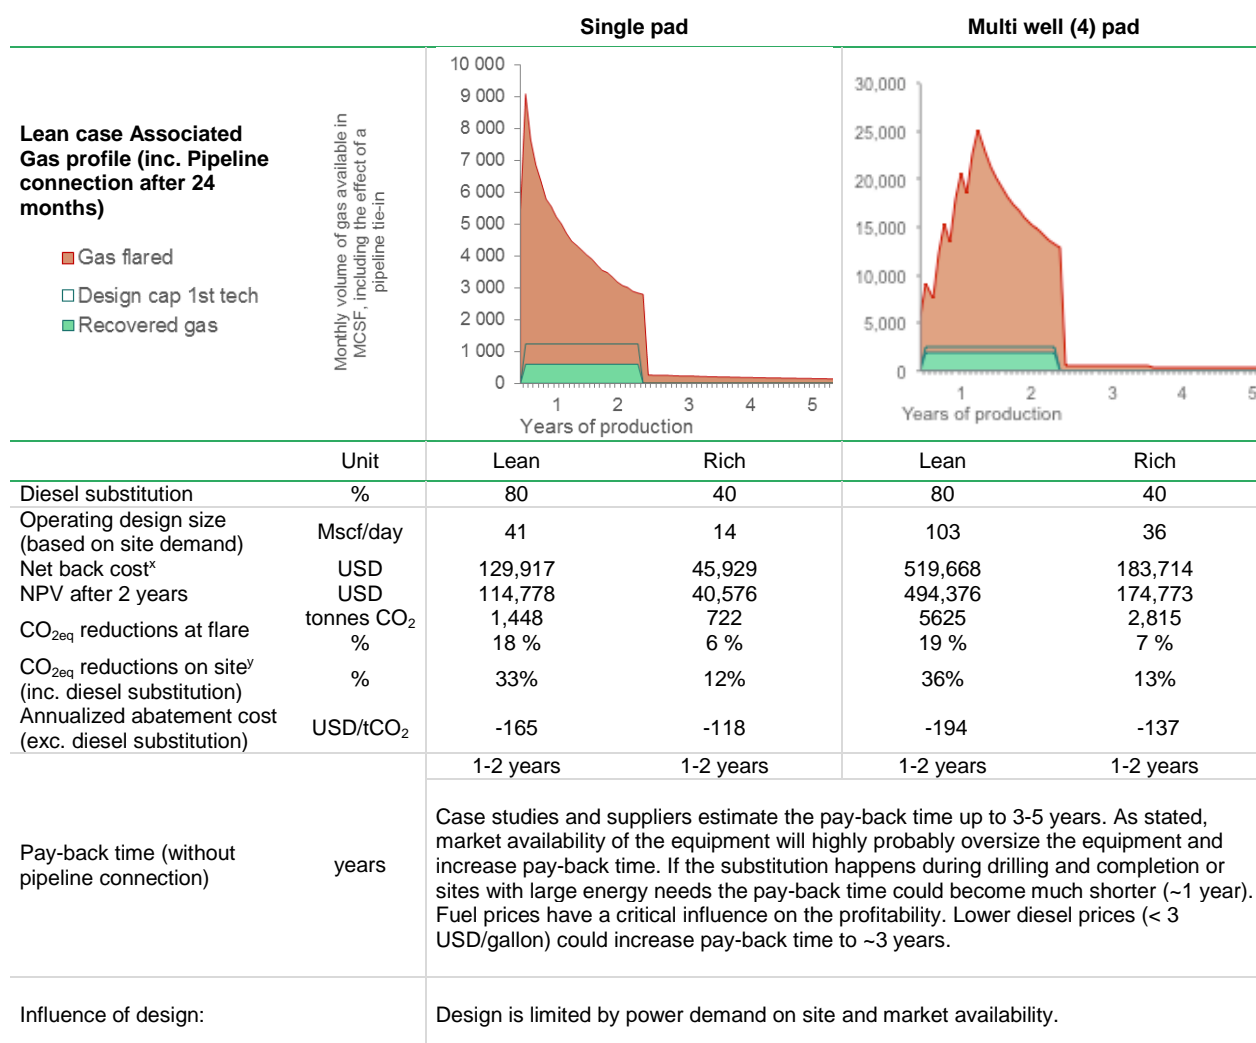 Single pad
Multi well (4) pad
Lean case Associated
Gas profile (inc. Pipeline
connection after 24
months)
Gas flared
Design cap 1st tech
Recovered gas
Monthly volume of gas available in
MCSF, including the effect of a
pipeline tie-in
10 000
9 000
8 000
7 000
6 000
5 000
4 000
3 000
2 000
1 000
0
1 2 3 4 5
Years of production
30,000
25,000
20,000
15,000
10,000
5,000
0
1 2 3 4 5
Years of production
Unit Lean Rich Lean Rich
Diesel substitution % 80 40 80 40
Operating design size
(based on site demand) Mscf/day 41 14 103 36
Net back costˣ USD 129,917 45,929 519,668 183,714
NPV after 2 years USD 114,778 40,576 494,376 174,773
CO₂eq reductions at flare tonnes CO₂ 1,448 722 5625 2,815
% 18 % 6 % 19 % 7 %
CO₂eq reductions on siteʸ
(inc. diesel substitution) % 33% 12% 36% 13%
Annualized abatement cost
(exc. diesel substitution) USD/tCO₂ -165 -118 -194 -137
1-2 years 1-2 years 1-2 years 1-2 years
Pay-back time (without
pipeline connection) years
Case studies and suppliers estimate the pay-back time up to 3-5 years. As stated,
market availability of the equipment will highly probably oversize the equipment and
increase pay-back time. If the substitution happens during drilling and completion or
sites with large energy needs the pay-back time could become much shorter (~1 year).
Fuel prices have a critical influence on the profitability. Lower diesel prices (< 3
USD/gallon) could increase pay-back time to ~3 years.
Influence of design: Design is limited by power demand on site and market availability.